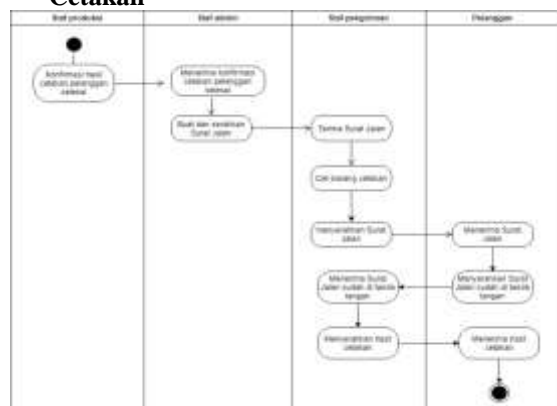 Cetakan
Staf produksi
Staf admin
Staf pengiriman
Pelanggan
Konfirmasi hasil
cetakan pelanggan
selesai
Menerima konfirmasi
cetakan pelanggan
selesai
Buat dan serahkan
Surat Jalan
Terima Surat Jalan
Cek barang cetakan
Menyerahkan Surat
Jalan
Menerima Surat
Jalan
Menyerahkan Surat
Jalan sudah di tanda
tangan
Menerima Surat
Jalan sudah di tanda
tangan
Menyerahkan hasil
cetakan
Menerima hasil
cetakan